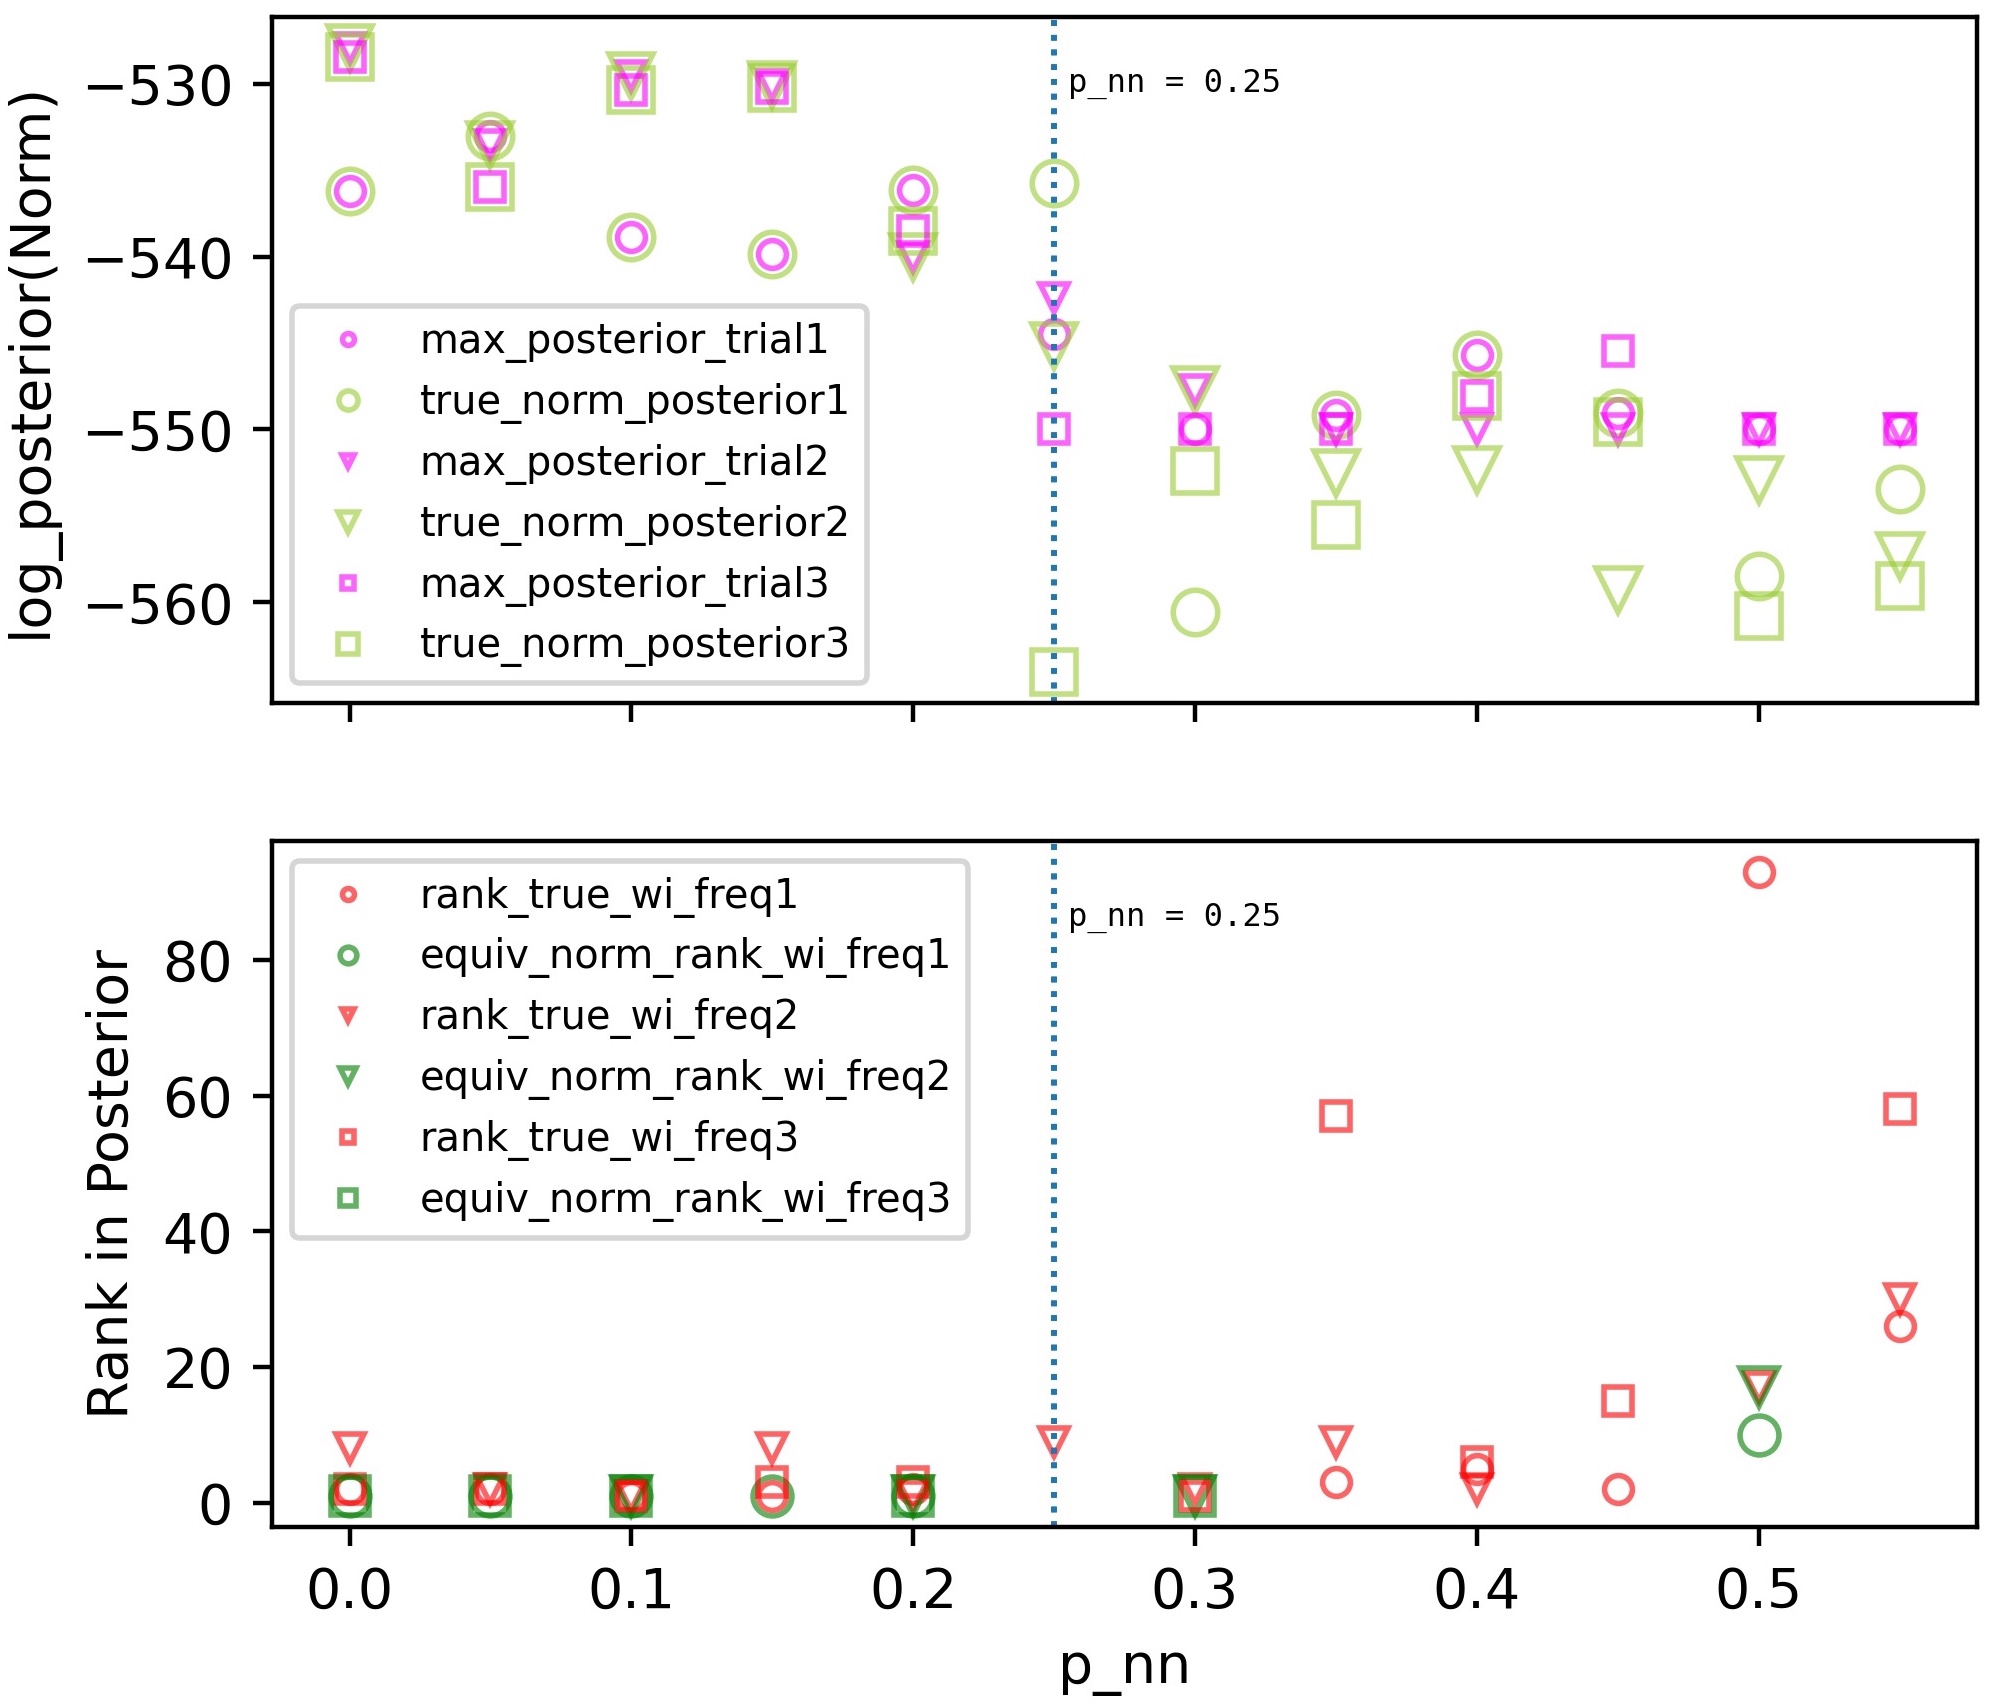 log_posterior(Norm)
−530
−540
−550
−560
p_nn = 0.25
max_posterior_trial1
true_norm_posterior1
max_posterior_trial2
true_norm_posterior2
max_posterior_trial3
true_norm_posterior3
Rank in Posterior
80
60
40
20
0
p_nn = 0.25
rank_true_wi_freq1
equiv_norm_rank_wi_freq1
rank_true_wi_freq2
equiv_norm_rank_wi_freq2
rank_true_wi_freq3
equiv_norm_rank_wi_freq3
0.0 0.1 0.2 0.3 0.4 0.5
p_nn